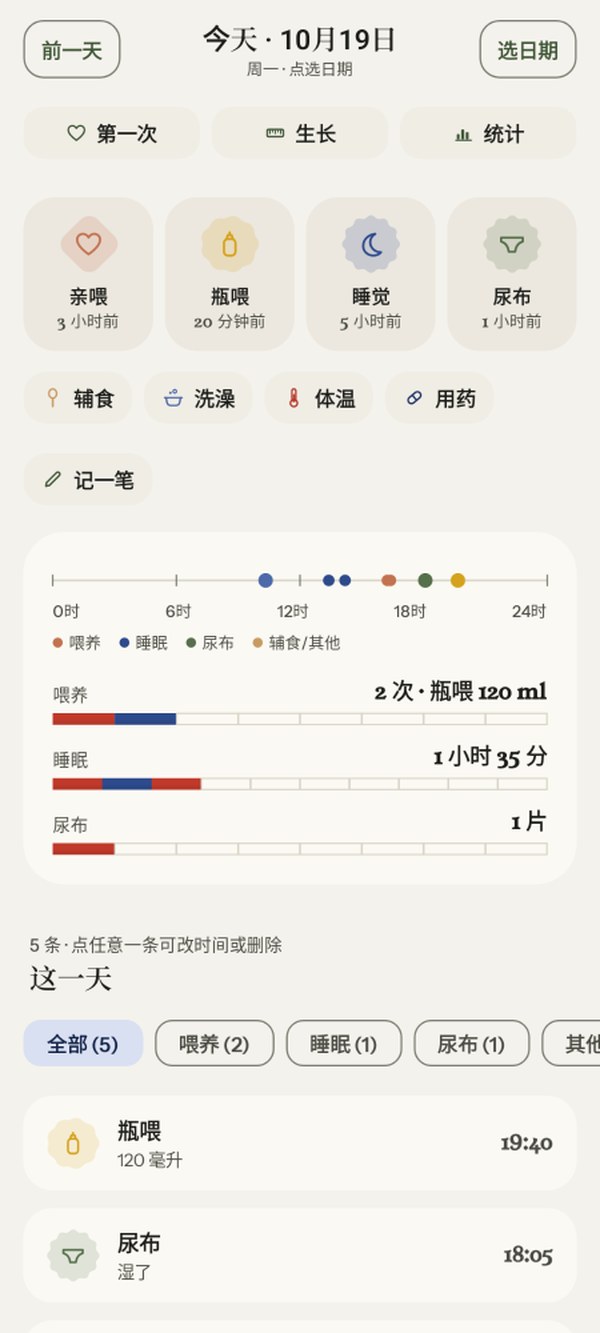 前一天
今天 · 10月19日
周一 · 点选日期
选日期
第一次
生长
统计
亲喂
3 小时前
瓶喂
20 分钟前
睡觉
5 小时前
尿布
1 小时前
辅食
洗澡
体温
用药
记一笔
0时 6时 12时 18时 24时
喂养 睡眠 尿布 辅食/其他
喂养 2 次 · 瓶喂 120 ml
睡眠 1 小时 35 分
尿布 1 片
5 条 · 点任意一条可改时间或删除
这一天
全部 (5) 喂养 (2) 睡眠 (1) 尿布 (1) 其他
瓶喂
120 毫升
19:40
尿布
湿了
18:05